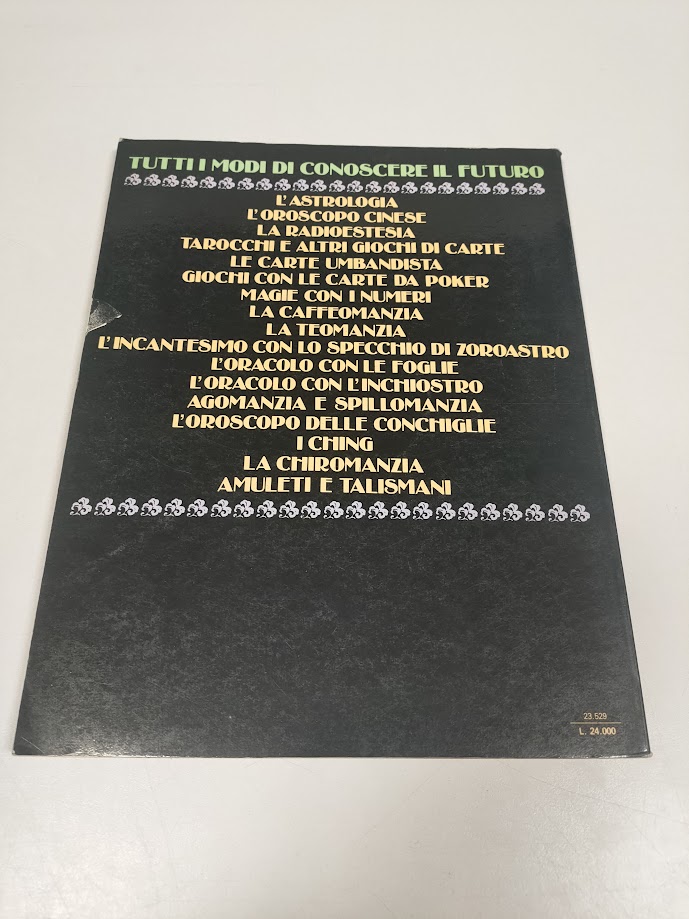 TUTTI I MODI DI CONOSCERE IL FUTURO
L'ASTROLOGIA
L'OROSCOPO CINESE
LA RADIOESTESIA
TAROCCHI E ALTRI GIOCHI DI CARTE
LE CARTE UMBANDISTA
GIOCHI CON LE CARTE DA POKER
MAGIE CON I NUMERI
LA CAFFEOMANZIA
LA TEOMANZIA
L'INCANTESIMO CON LO SPECCHIO DI ZOROASTRO
L'ORACOLO CON LE FOGLIE
L'ORACOLO CON L'INCHIOSTRO
AGOMANZIA E SPILLOMANZIA
L'OROSCOPO DELLE CONCHIGLIE
I CHING
LA CHIROMANZIA
AMULETI E TALISMANI
23.529
L. 24.000